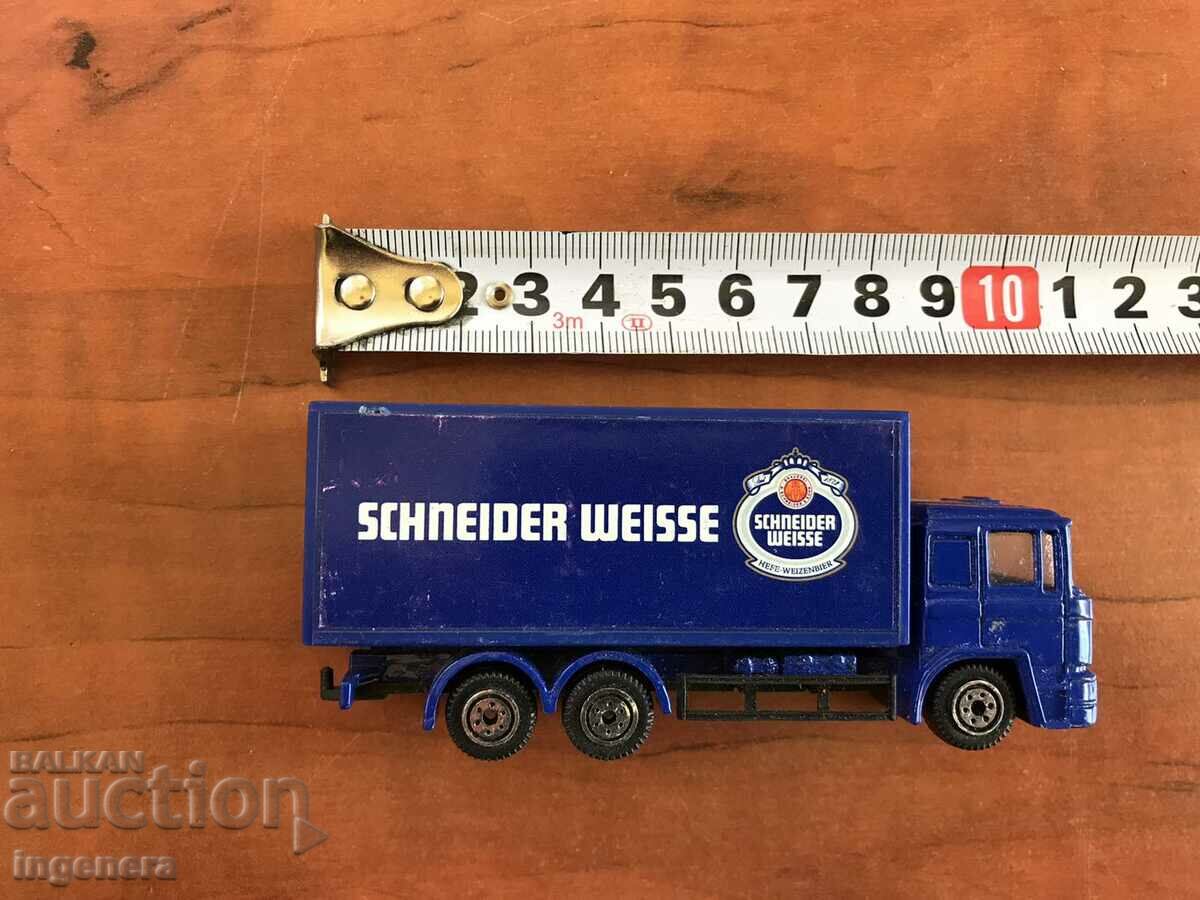 2 3 4 5 6 7 8 9 10 1 2 3
3m II
SCHNEIDER WEISSE
SCHNEIDER
WEISSE
HEFE-WEIZENBIER
BALKAN
auction
ingenera